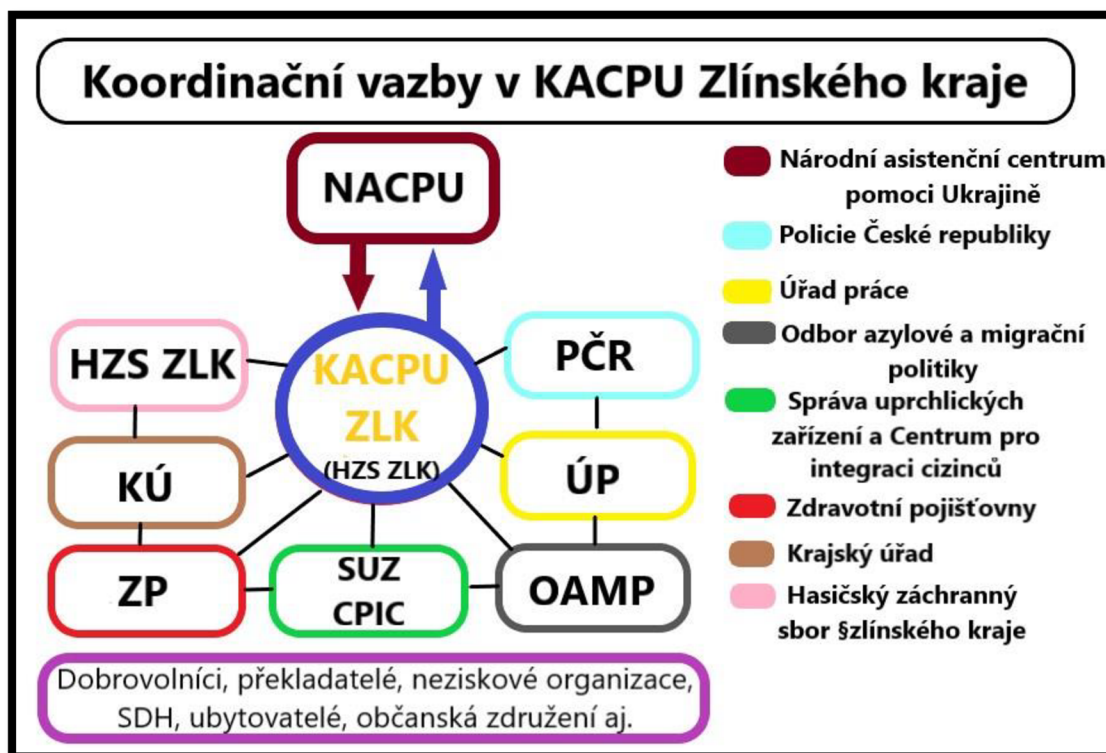 Koordinační vazby v KACPU Zlínského kraje
NACPU
HZS ZLK
KACPU
ZLK
(HZS ZLK)
PČR
KÚ
ÚP
ZP
SUZ
CPIC
OAMP
Dobrovolníci, překladatelé, neziskové organizace,
SDH, ubytovatelé, občanská združení aj.
Národní asistenční centrum
pomoci Ukrajině
Policie České republiky
Úřad práce
Odbor azylové a migrační
politiky
Správa uprchlických
zařízení a Centrum pro
integraci cizinců
Zdravotní pojišťovny
Krajský úřad
Hasičský záchranný
sbor §zlínského kraje